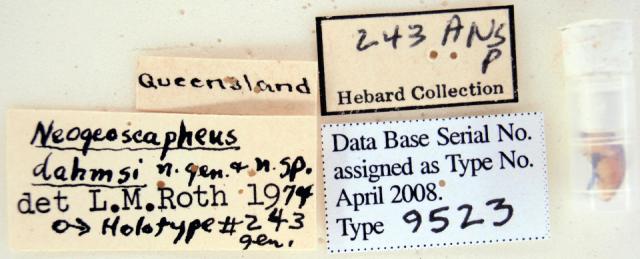 Queensland
243 ANS
P
Hebard Collection
Neogeoscapheus
dahmsi n. gen. & n. sp.
det L.M.Roth 1974
Holotype #243
gen.
Data Base Serial No.
assigned as Type No.
April 2008.
Type 9523